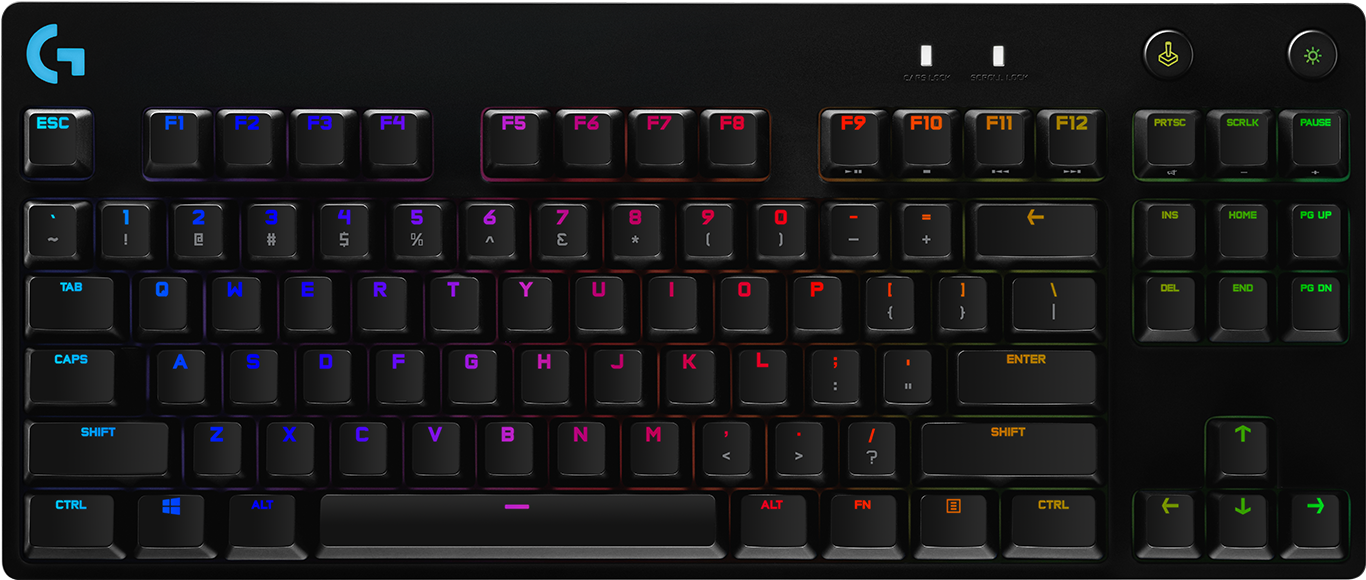 G
CAPS LOCK SCROLL LOCK
ESC F1 F2 F3 F4 F5 F6 F7 F8 F9 F10 F11 F12 PRTSC SCRLK PAUSE
` 1 2 3 4 5 6 7 8 9 0 - = ← INS HOME PG UP
~ ! @ # $ % ^ & * ( ) _ +
TAB Q W E R T Y U I O P [ ] \ DEL END PG DN
{ } |
CAPS A S D F G H J K L ; ' ENTER
: "
SHIFT Z X C V B N M , . / SHIFT ↑
< > ?
CTRL ALT ALT FN CTRL ← ↓ →